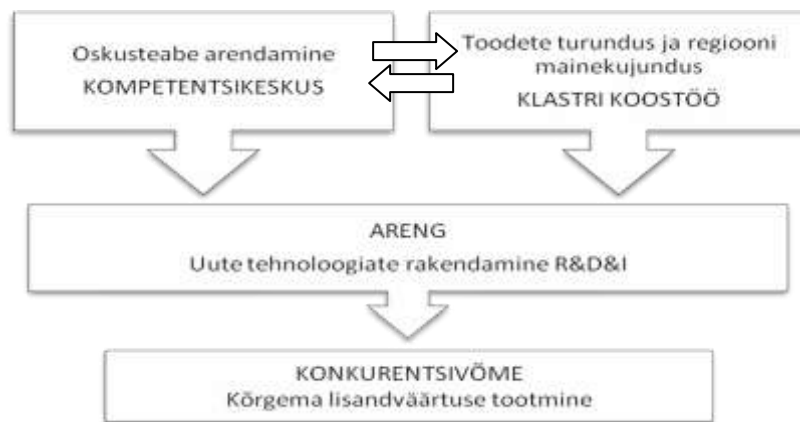 Oskusteabe arendamine
KOMPETENTSIKESKUS
Toodete turundus ja regiooni
mainekujundus
KLASTRI KOOSTÖÖ
ARENG
Uute tehnoloogiate rakendamine R&D&I
KONKURENTSIVÕME
Kõrgema lisandväärtuse tootmine